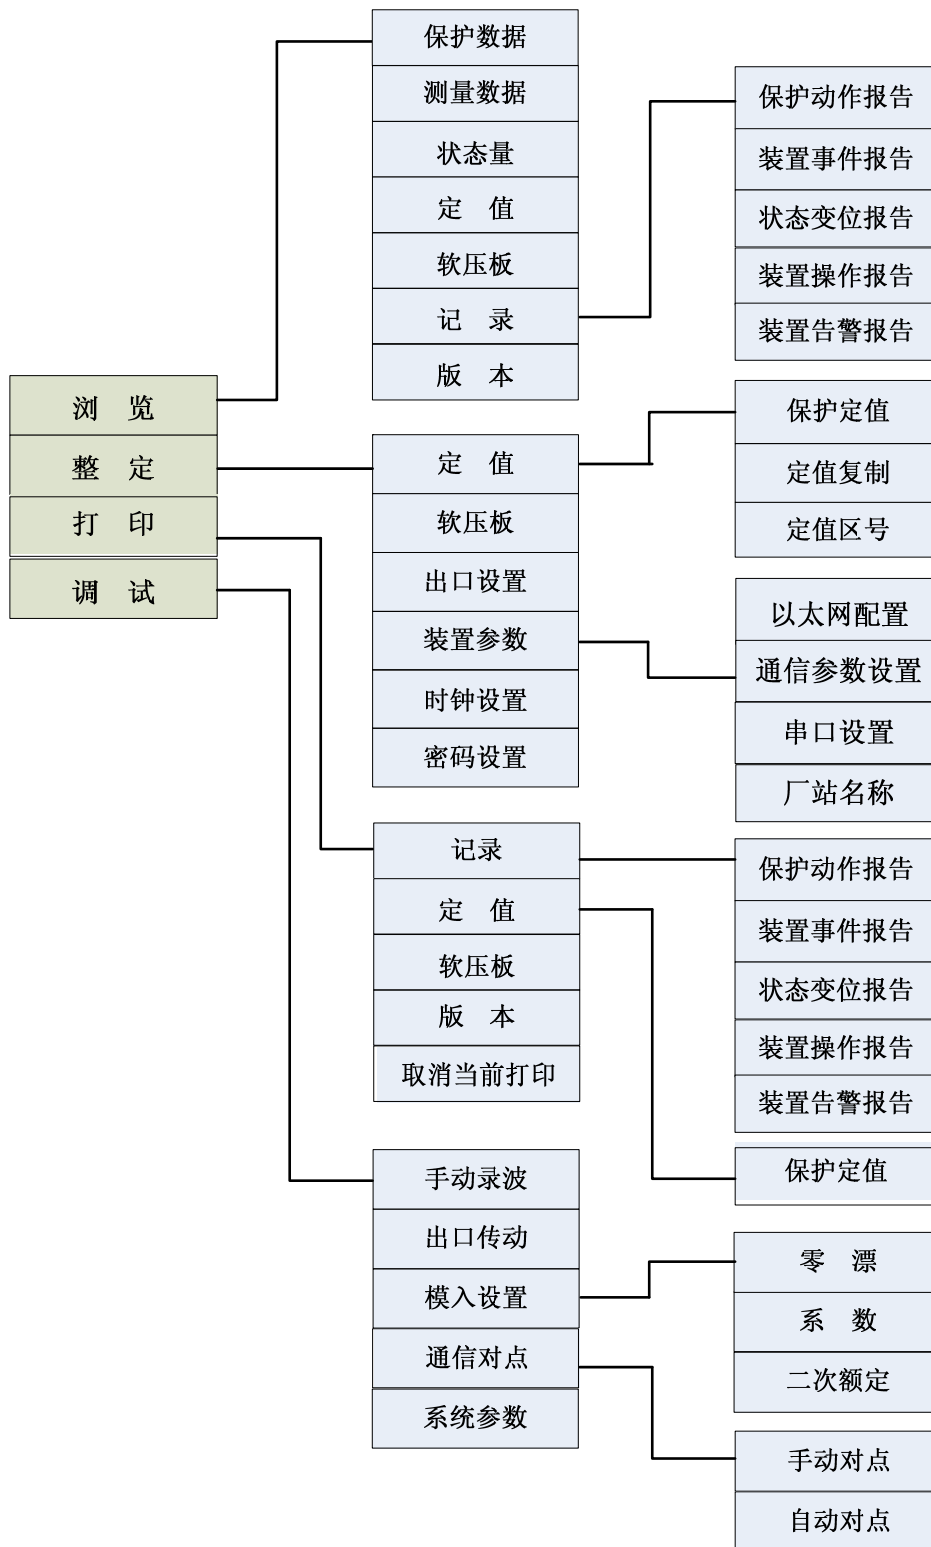 浏 览
整 定
打 印
调 试
保护数据
测量数据
状态量
定 值
软压板
记 录
版 本
保护动作报告
装置事件报告
状态变位报告
装置操作报告
装置告警报告
定 值
软压板
出口设置
装置参数
时钟设置
密码设置
保护定值
定值复制
定值区号
以太网配置
通信参数设置
串口设置
厂站名称
记录
定 值
软压板
版 本
取消当前打印
保护动作报告
装置事件报告
状态变位报告
装置操作报告
装置告警报告
保护定值
手动录波
出口传动
模入设置
通信对点
系统参数
零 漂
系 数
二次额定
手动对点
自动对点